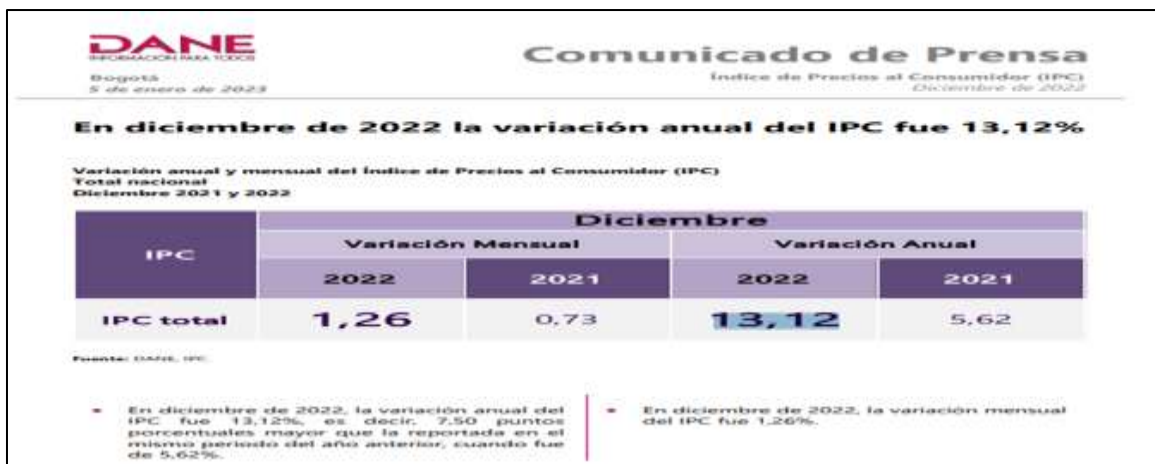 DANE
INFORMACIÓN PARA TODOS
Comunicado de Prensa
Bogotá
5 de enero de 2023
Índice de Precios al Consumidor (IPC)
Diciembre de 2022
En diciembre de 2022 la variación anual del IPC fue 13,12%
Variación anual y mensual del Índice de Precios al Consumidor (IPC)
Total nacional
Diciembre 2021 y 2022
IPC
Diciembre
Variación Mensual
Variación Anual
2022
2021
2022
2021
IPC total
1,26
0,73
13,12
5,62
Fuente: DANE, IPC.
• En diciembre de 2022, la variación anual del
IPC fue 13,12%, es decir, 7,50 puntos
porcentuales mayor que la reportada en el
mismo periodo del año anterior, cuando fue
de 5,62%.
• En diciembre de 2022, la variación mensual
del IPC fue 1,26%.